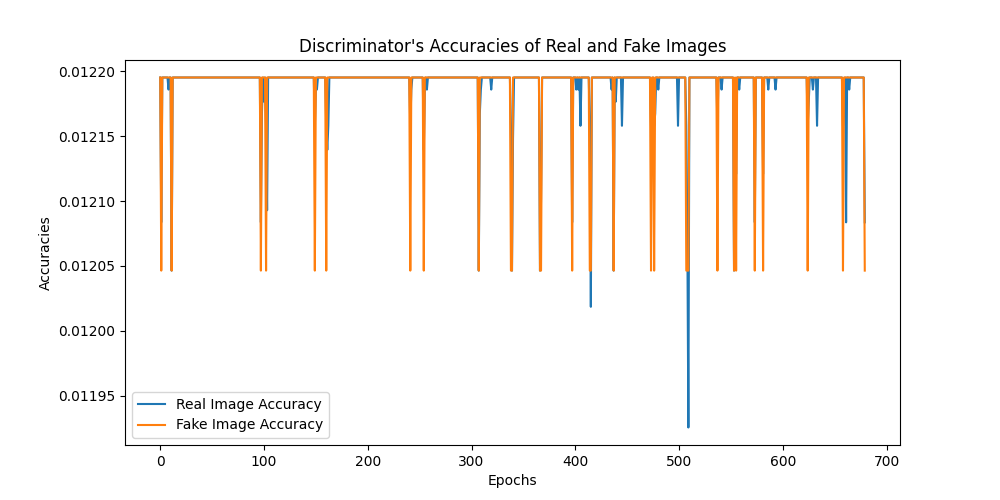 Discriminator's Accuracies of Real and Fake Images
0.01220
0.01215
0.01210
0.01205
0.01200
0.01195
Accuracies
Real Image Accuracy
Fake Image Accuracy
0 100 200 300 400 500 600 700
Epochs